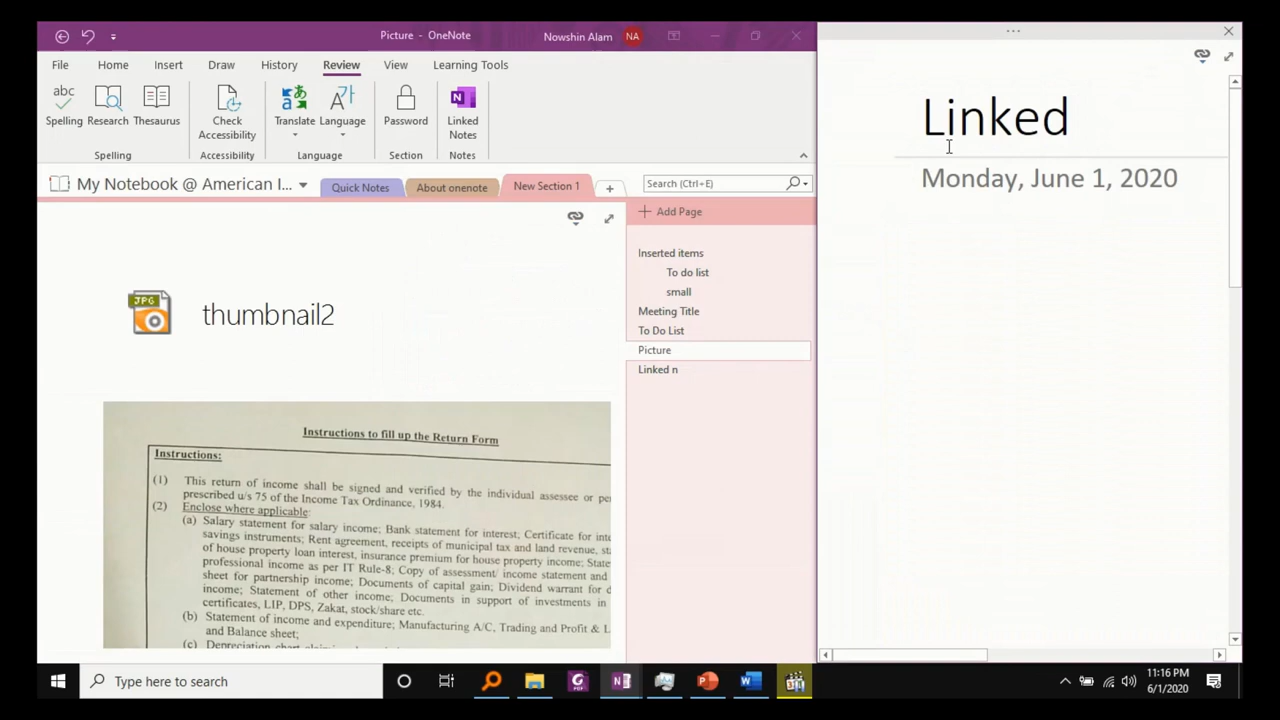 Picture - OneNote
Nowshin Alam NA
File Home Insert Draw History Review View Learning Tools
abc
Spelling Research Thesaurus
Check Accessibility
Translate Language
Password
Linked Notes
Spelling Accessibility Language Section Notes
My Notebook @ American I... Quick Notes About onenote New Section 1 Search (Ctrl+E)
Add Page
Inserted items
To do list
small
Meeting Title
To Do List
Picture
Linked n
JPG
thumbnail2
Instructions to fill up the Return Form
Instructions:
(1) This return of income shall be signed and verified by the individual assessee or
prescribed u/s 75 of the Income Tax Ordinance, 1984.
(2) Enclose where applicable:
(a) Salary statement for salary income; Bank statement for interest; Certificate for
savings instruments; Rent agreement, receipts of municipal tax and land revenue,
of house property loan interest, insurance premium for house property income;
professional income as per IT Rule-8; Copy of assessment/ income statement and
sheet for partnership income; Documents of capital gain; Dividend warrant for
income; Statement of other income; Documents in support of investments in
certificates, LIP, DPS, Zakat, stock/share etc.
(b) Statement of income and expenditure; Manufacturing A/C, Trading and Profit & L
and Balance sheet;
(c) Depreciation chart
Linked
Monday, June 1, 2020
Type here to search
11:16 PM
6/1/2020